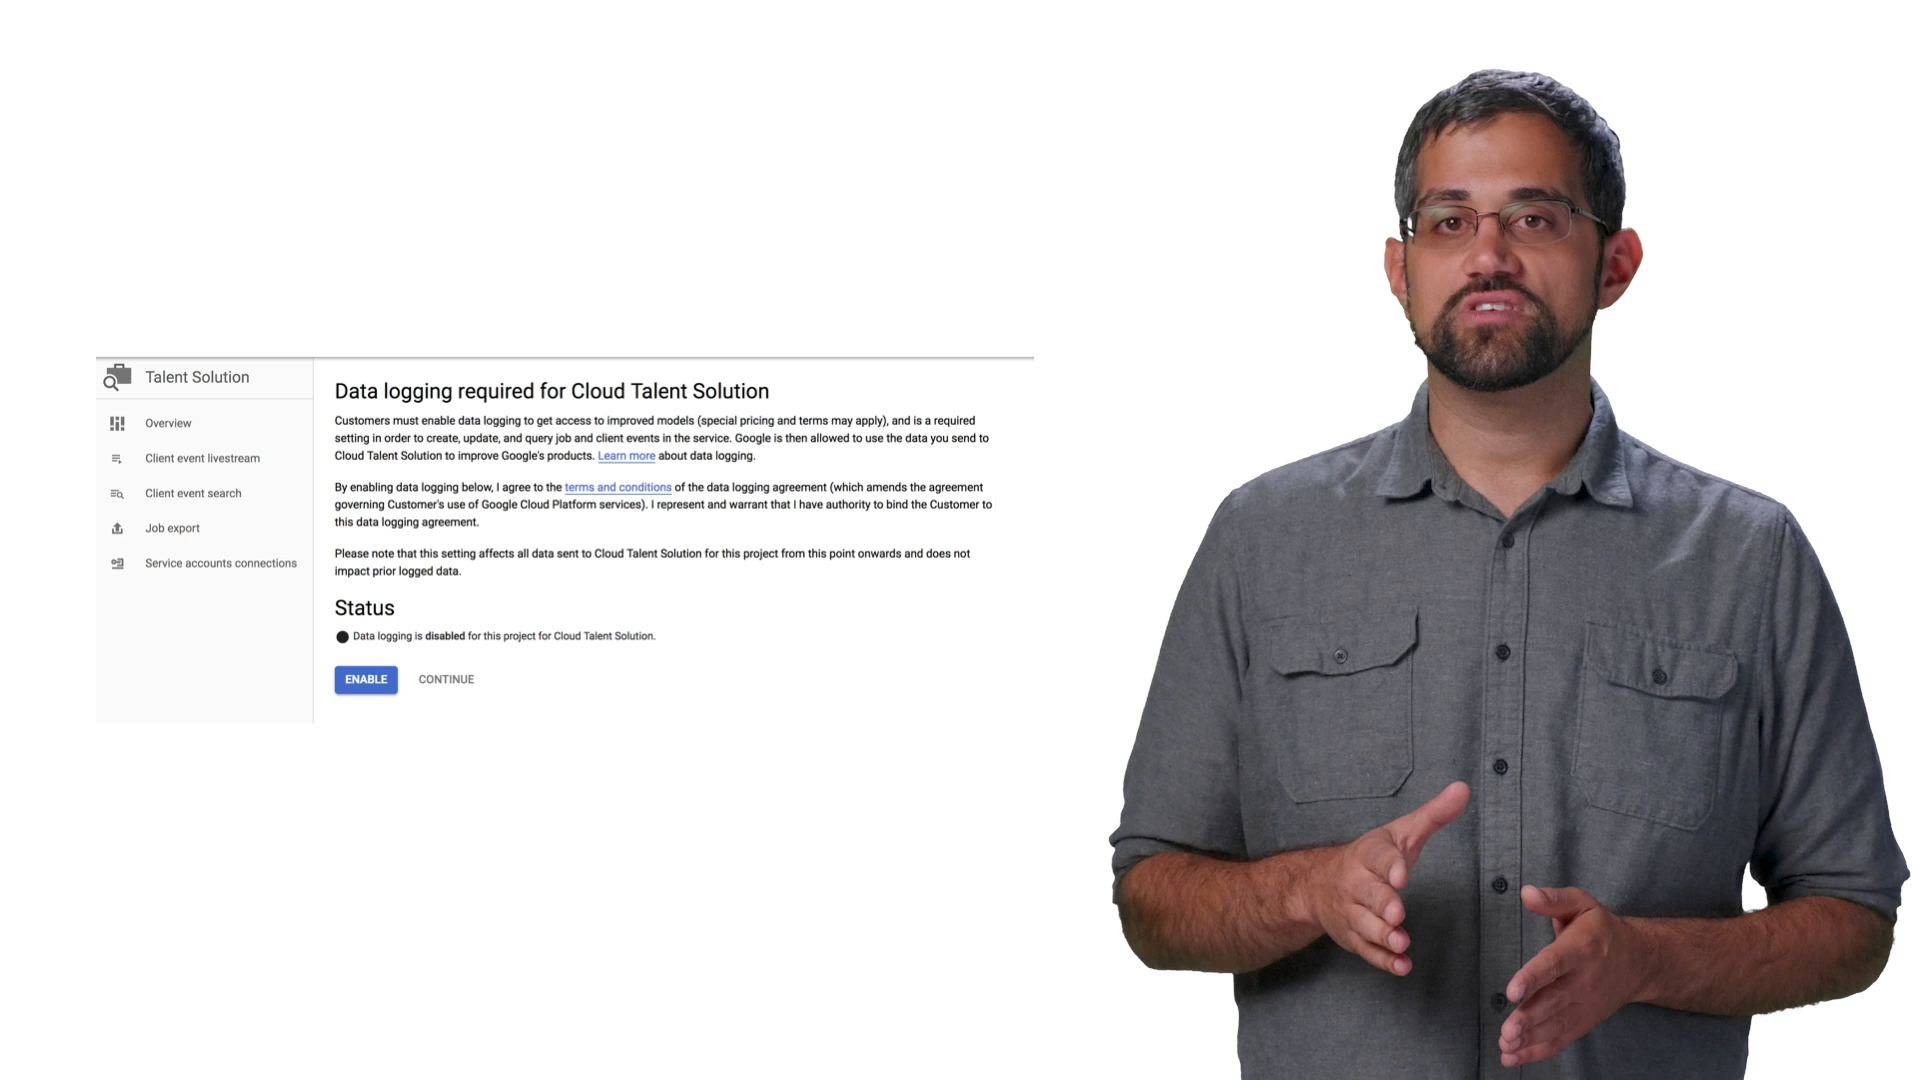 Talent Solution
Overview
Client event livestream
Client event search
Job export
Service accounts connections
Data logging required for Cloud Talent Solution
Customers must enable data logging to get access to improved models (special pricing and terms may apply), and is a required
setting in order to create, update, and query job and client events in the service. Google is then allowed to use the data you send to
Cloud Talent Solution to improve Google's products. Learn more about data logging.
By enabling data logging below, I agree to the terms and conditions of the data logging agreement (which amends the agreement
governing Customer's use of Google Cloud Platform services). I represent and warrant that I have authority to bind the Customer to
this data logging agreement.
Please note that this setting affects all data sent to Cloud Talent Solution for this project from this point onwards and does not
impact prior logged data.
Status
Data logging is disabled for this project for Cloud Talent Solution.
ENABLE CONTINUE